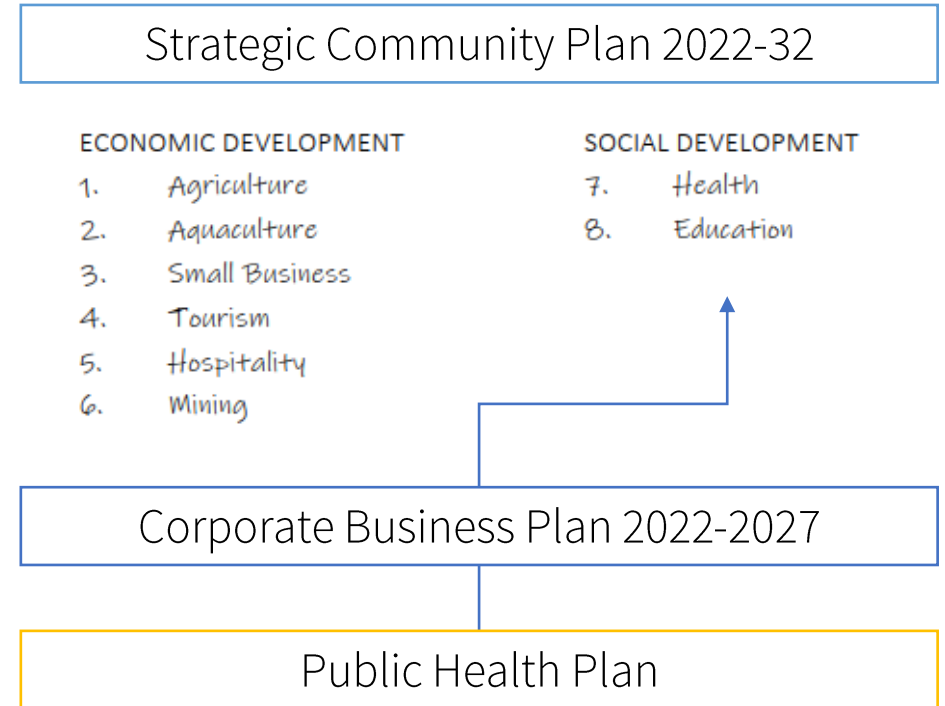 Strategic Community Plan 2022-32
ECONOMIC DEVELOPMENT
1. Agriculture
2. Aquaculture
3. Small Business
4. Tourism
5. Hospitality
6. Mining
SOCIAL DEVELOPMENT
7. Health
8. Education
Corporate Business Plan 2022-2027
Public Health Plan